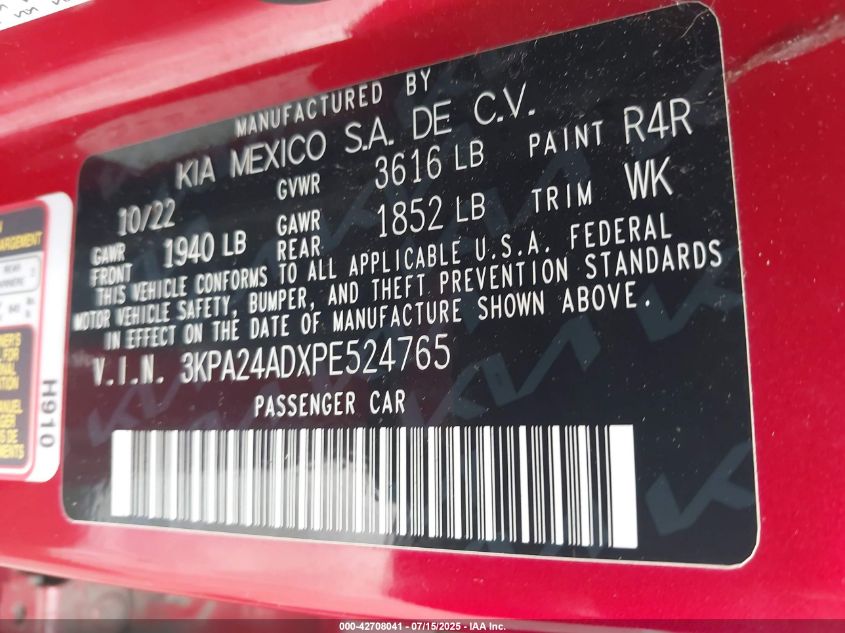 MANUFACTURED BY
KIA MEXICO S.A. DE C.V.
10/22 GVWR 3616 LB PAINT R4R
GAWR FRONT 1940 LB GAWR REAR 1852 LB TRIM WK
THIS VEHICLE CONFORMS TO ALL APPLICABLE U.S.A. FEDERAL
MOTOR VEHICLE SAFETY, BUMPER, AND THEFT PREVENTION STANDARDS
IN EFFECT ON THE DATE OF MANUFACTURE SHOWN ABOVE.
V.I.N. 3KPA24ADXPE524765
PASSENGER CAR
H910
REAR
MANUEL
DE
000-42708041 - 07/15/2025 - IAA Inc.